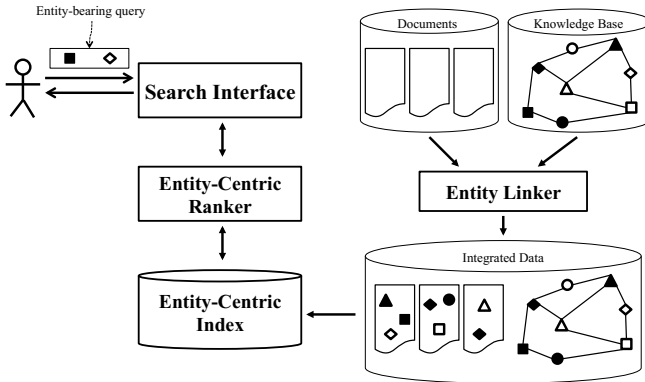 Entity-bearing query
Documents
Knowledge Base
Search Interface
Entity-Centric
Ranker
Entity Linker
Integrated Data
Entity-Centric
Index